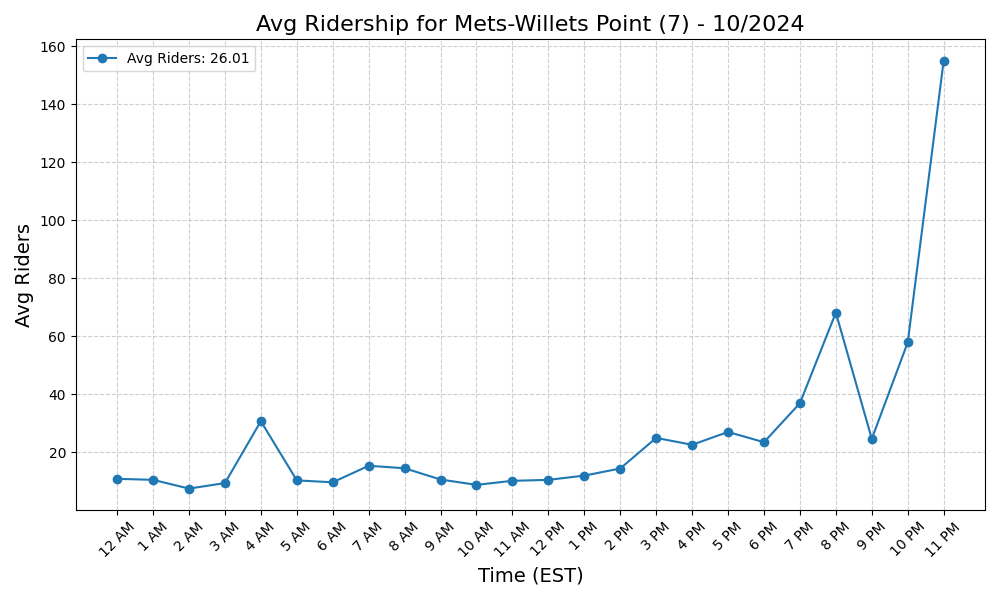 Avg Ridership for Mets-Willets Point (7) - 10/2024
Avg Riders: 26.01
Avg Riders
160
140
120
100
80
60
40
20
12 AM
1 AM
2 AM
3 AM
4 AM
5 AM
6 AM
7 AM
8 AM
9 AM
10 AM
11 AM
12 PM
1 PM
2 PM
3 PM
4 PM
5 PM
6 PM
7 PM
8 PM
9 PM
10 PM
11 PM
Time (EST)